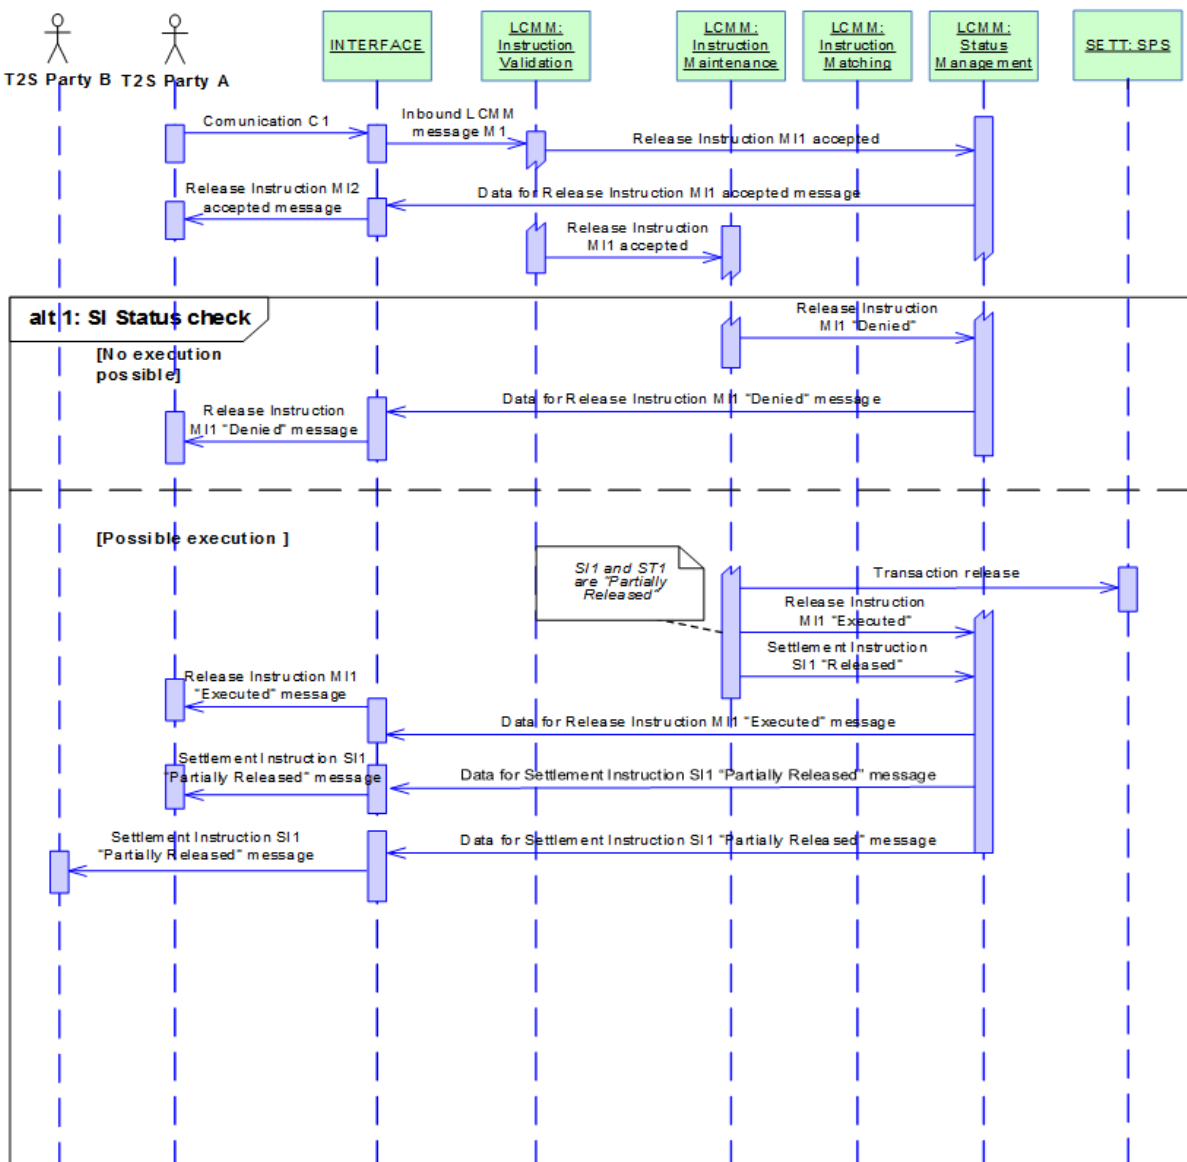 T2S Party B
T2S Party A
INTERFACE
LCMM:
Instruction
Validation
LCMM:
Instruction
Maintenance
LCMM:
Instruction
Matching
LCMM:
Status
Management
SETT: SPS
Comunication C1
Inbound LCMM
message M1
Release Instruction MI1 accepted
Release Instruction MI2
accepted message
Data for Release Instruction MI1 accepted message
Release Instruction
MI1 accepted
alt 1: SI Status check
[No execution
possible]
Release Instruction
MI1 "Denied"
Data for Release Instruction MI1 "Denied" message
Release Instruction
MI1 "Denied" message
[Possible execution ]
SI1 and ST1
are "Partially
Released"
Transaction release
Release Instruction
MI1 "Executed"
Settlement Instruction
SI1 "Released"
Release Instruction MI1
"Executed" message
Data for Release Instruction MI1 "Executed" message
Settlement Instruction SI1
"Partially Released" message
Data for Settlement Instruction SI1 "Partially Released" message
Settlement Instruction SI1
"Partially Released" message
Data for Settlement Instruction SI1 "Partially Released" message